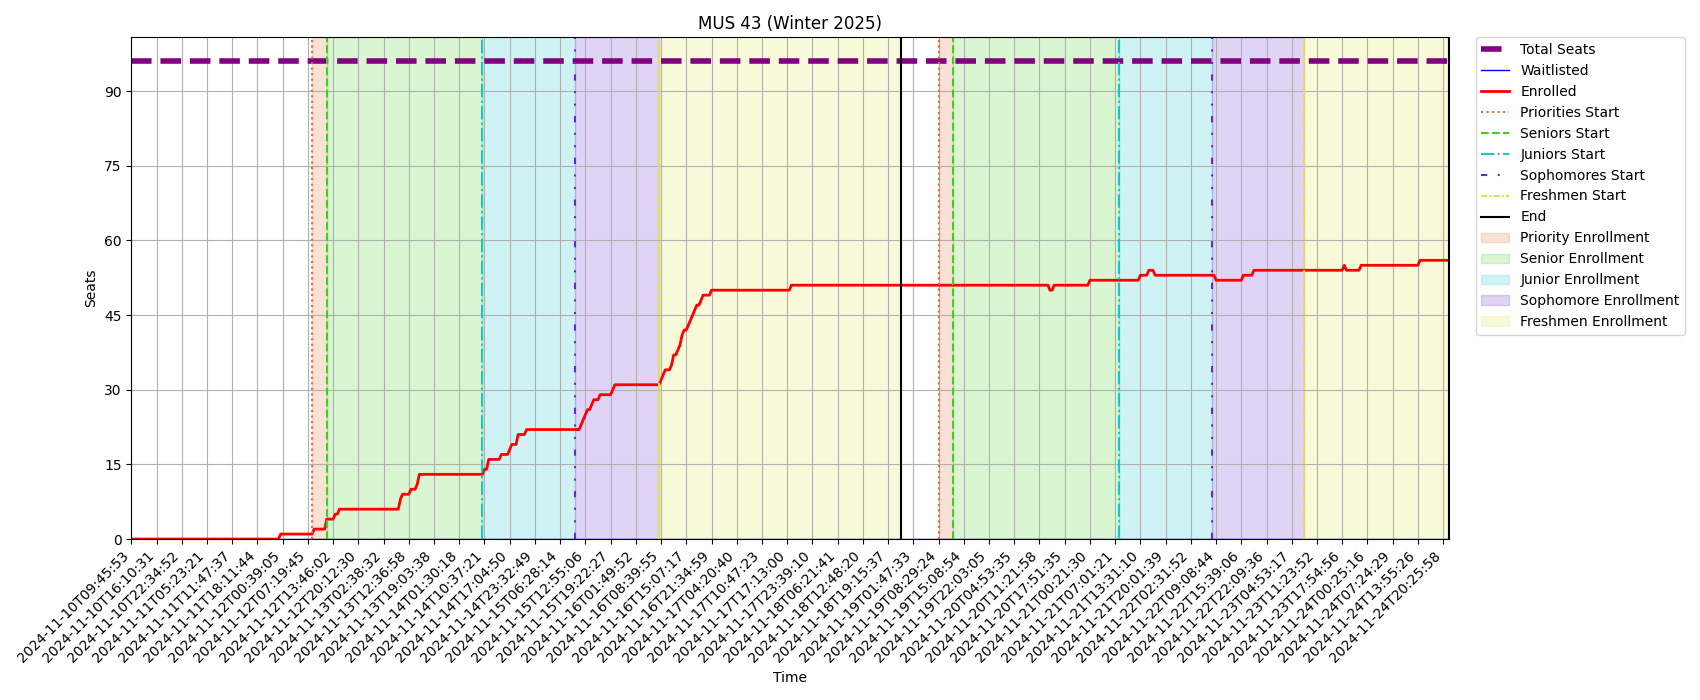 MUS 43 (Winter 2025)
Seats
90
75
60
45
30
15
0
2024-11-10T09:45:53
2024-11-10T16:10:31
2024-11-10T22:34:52
2024-11-11T05:23:21
2024-11-11T11:47:37
2024-11-11T18:11:44
2024-11-12T00:39:05
2024-11-12T07:19:45
2024-11-12T13:46:02
2024-11-12T20:12:30
2024-11-13T02:38:32
2024-11-13T12:36:58
2024-11-13T19:03:38
2024-11-14T01:30:18
2024-11-14T10:37:21
2024-11-14T17:04:50
2024-11-14T23:32:49
2024-11-15T06:28:14
2024-11-15T12:55:06
2024-11-15T19:22:27
2024-11-16T01:49:52
2024-11-16T08:39:55
2024-11-16T15:07:17
2024-11-16T21:34:59
2024-11-17T04:20:40
2024-11-17T10:47:23
2024-11-17T17:13:00
2024-11-17T23:39:10
2024-11-18T06:21:41
2024-11-18T12:48:20
2024-11-18T19:15:37
2024-11-19T01:47:33
2024-11-19T08:29:24
2024-11-19T15:08:54
2024-11-19T22:03:05
2024-11-20T04:53:35
2024-11-20T11:21:58
2024-11-20T17:51:35
2024-11-21T00:21:30
2024-11-21T07:01:21
2024-11-21T13:31:10
2024-11-21T20:01:39
2024-11-22T02:31:52
2024-11-22T09:08:44
2024-11-22T15:39:06
2024-11-22T22:09:36
2024-11-23T04:53:17
2024-11-23T11:23:52
2024-11-23T17:54:56
2024-11-24T00:25:16
2024-11-24T07:24:29
2024-11-24T13:55:26
2024-11-24T20:25:58
Time
Total Seats
Waitlisted
Enrolled
Priorities Start
Seniors Start
Juniors Start
Sophomores Start
Freshmen Start
End
Priority Enrollment
Senior Enrollment
Junior Enrollment
Sophomore Enrollment
Freshmen Enrollment